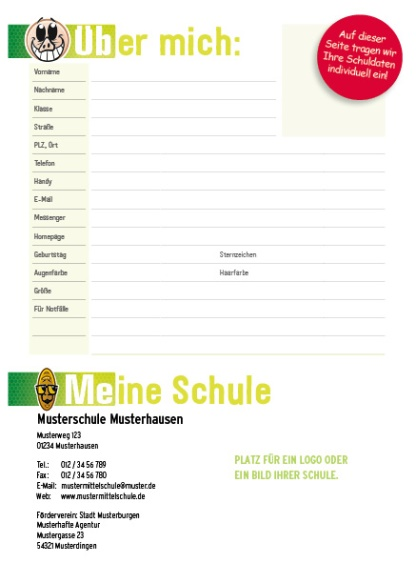 Über mich:
Auf dieser
Seite tragen wir
Ihre Schuldaten
individuell ein!
Vorname
Nachname
Klasse
Straße
PLZ, Ort
Telefon
Handy
E-Mail
Messenger
Homepage
Geburtstag Sternzeichen
Augenfarbe Haarfarbe
Größe
Für Notfälle
Meine Schule
Musterschule Musterhausen
Musterweg 123
01234 Musterhausen
Tel.: 012 / 34 56 789
Fax: 012 / 34 56 780
E-Mail: mustermittelschule@muster.de
Web: www.mustermittelschule.de
PLATZ FÜR EIN LOGO ODER
EIN BILD IHRER SCHULE.
Förderverein: Stadt Musterburgen
Musterhafte Agentur
Mustergasse 23
54321 Musterdingen